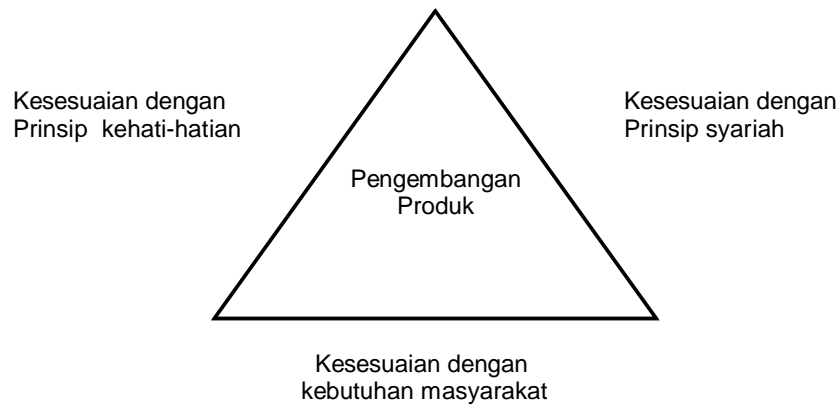 Kesesuaian dengan
Prinsip kehati-hatian
Kesesuaian dengan
Prinsip syariah
Pengembangan
Produk
Kesesuaian dengan
kebutuhan masyarakat